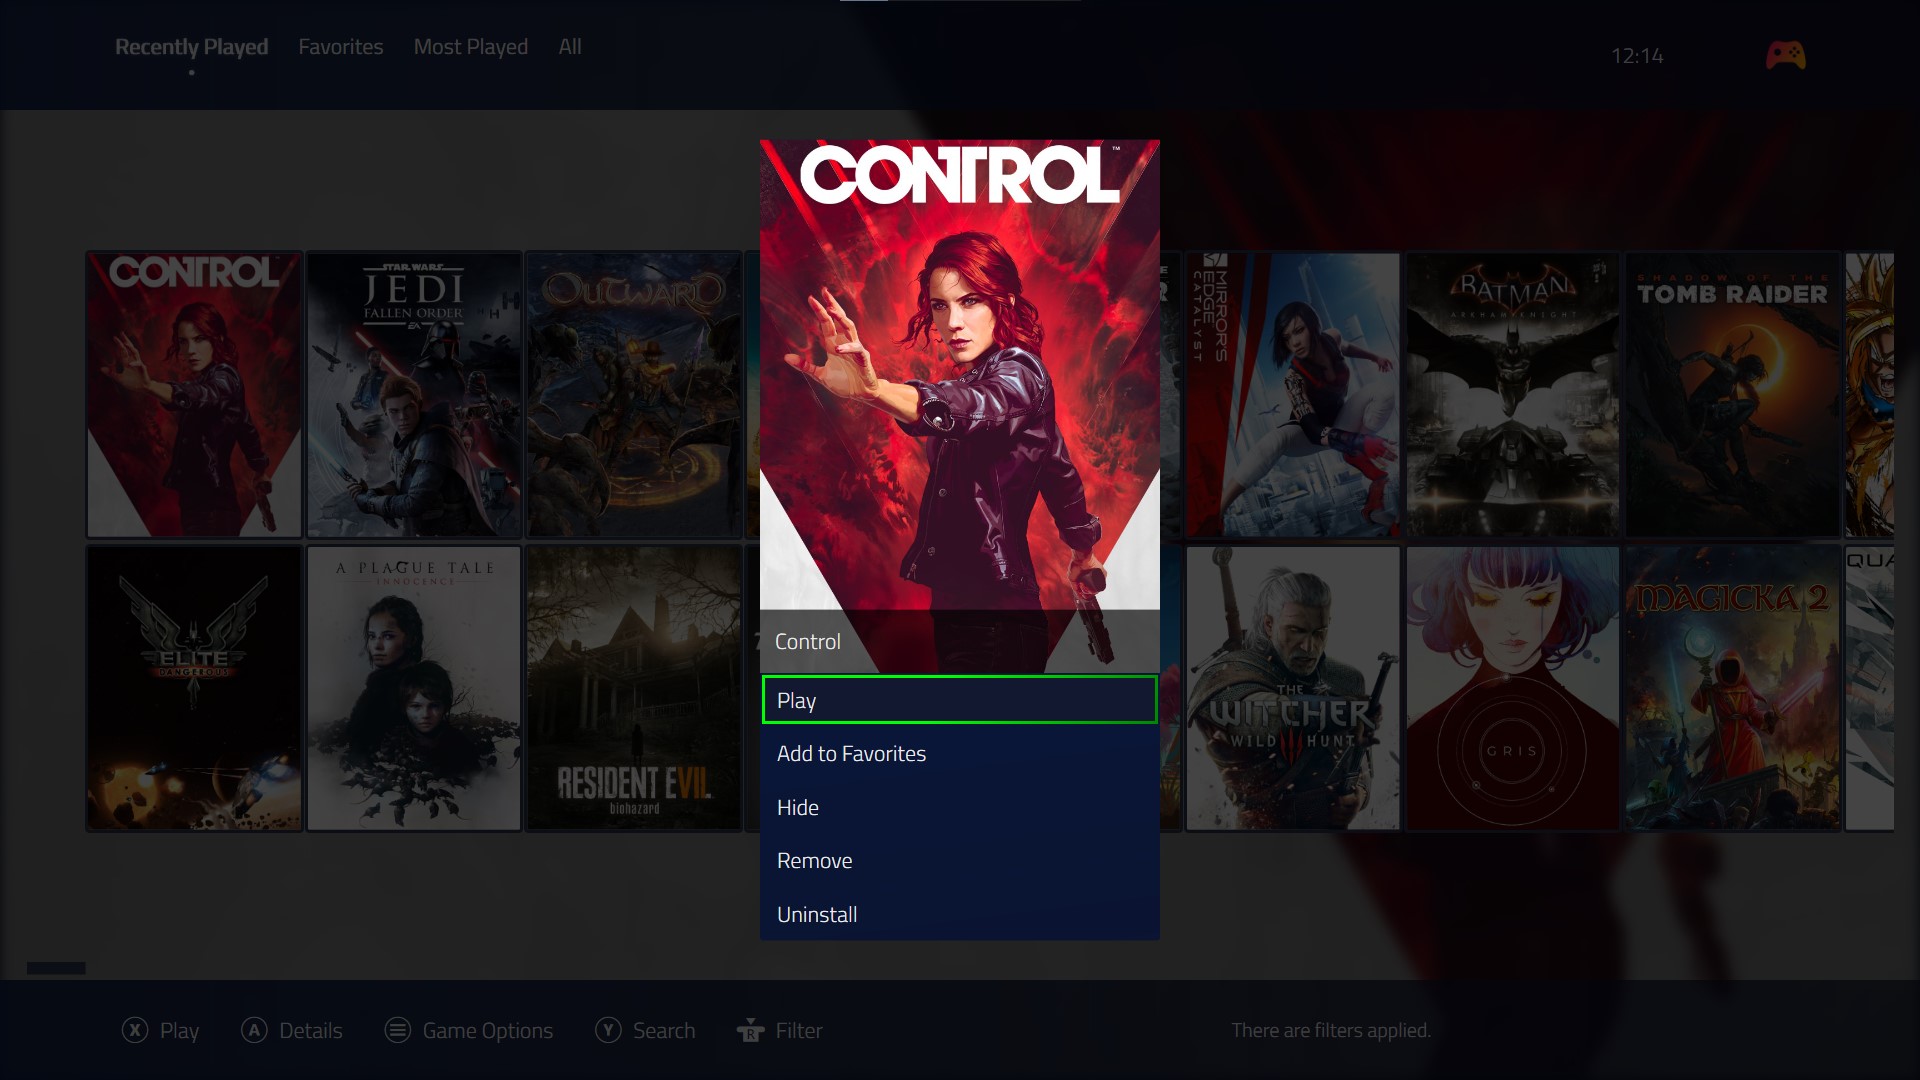 Recently Played Favorites Most Played All
12:14
CONTROL™
CONTROL
STAR WARS
JEDI
FALLEN ORDER
EA
OUTWARD
MIRROR'S
EDGE
CATALYST
BATMAN
ARKHAM KNIGHT
SHADOW OF THE
TOMB RAIDER
ELITE
DANGEROUS
A PLAGUE TALE
INNOCENCE
RESIDENT EVIL
biohazard
THE
WITCHER
WILD HUNT
GRIS
MAGICKA 2
QUA
Control
Play
Add to Favorites
Hide
Remove
Uninstall
X Play A Details Game Options Y Search R Filter
There are filters applied.